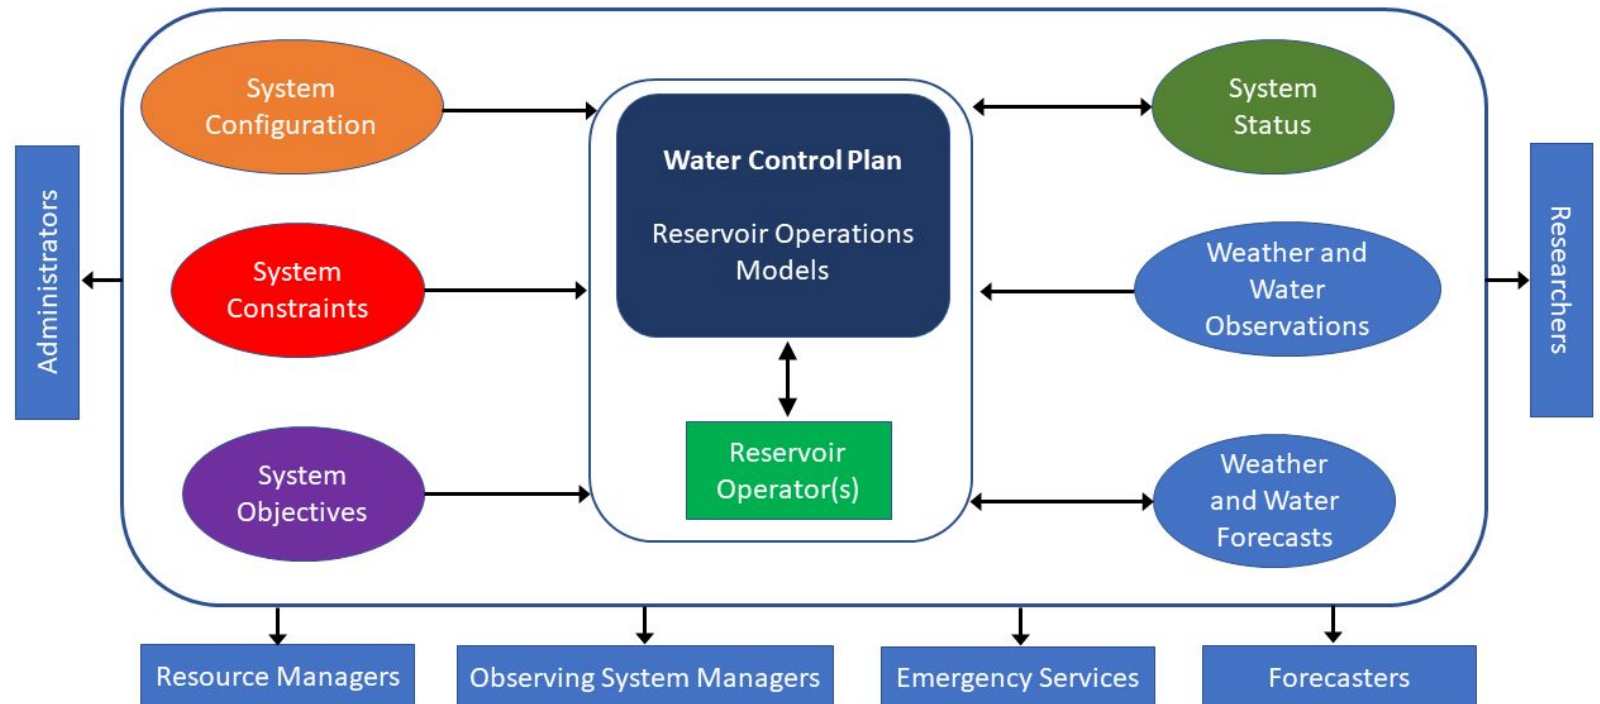 Administrators
System
Configuration
System
Constraints
System
Objectives
Water Control Plan
Reservoir Operations
Models
Reservoir
Operator(s)
System
Status
Weather and
Water
Observations
Weather
and Water
Forecasts
Researchers
Resource Managers
Observing System Managers
Emergency Services
Forecasters